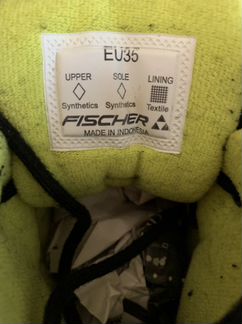 EU35
UPPER SOLE LINING
Synthetics Synthetics Textile
FISCHER
MADE IN INDONESIA